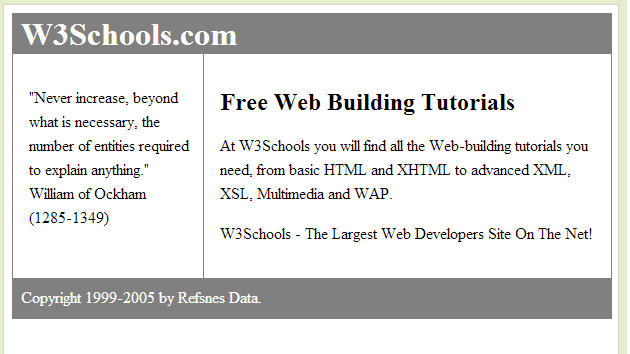 W3Schools.com
"Never increase, beyond
what is necessary, the
number of entities required
to explain anything."
William of Ockham
(1285-1349)
Free Web Building Tutorials
At W3Schools you will find all the Web-building tutorials you
need, from basic HTML and XHTML to advanced XML,
XSL, Multimedia and WAP.
W3Schools - The Largest Web Developers Site On The Net!
Copyright 1999-2005 by Refsnes Data.